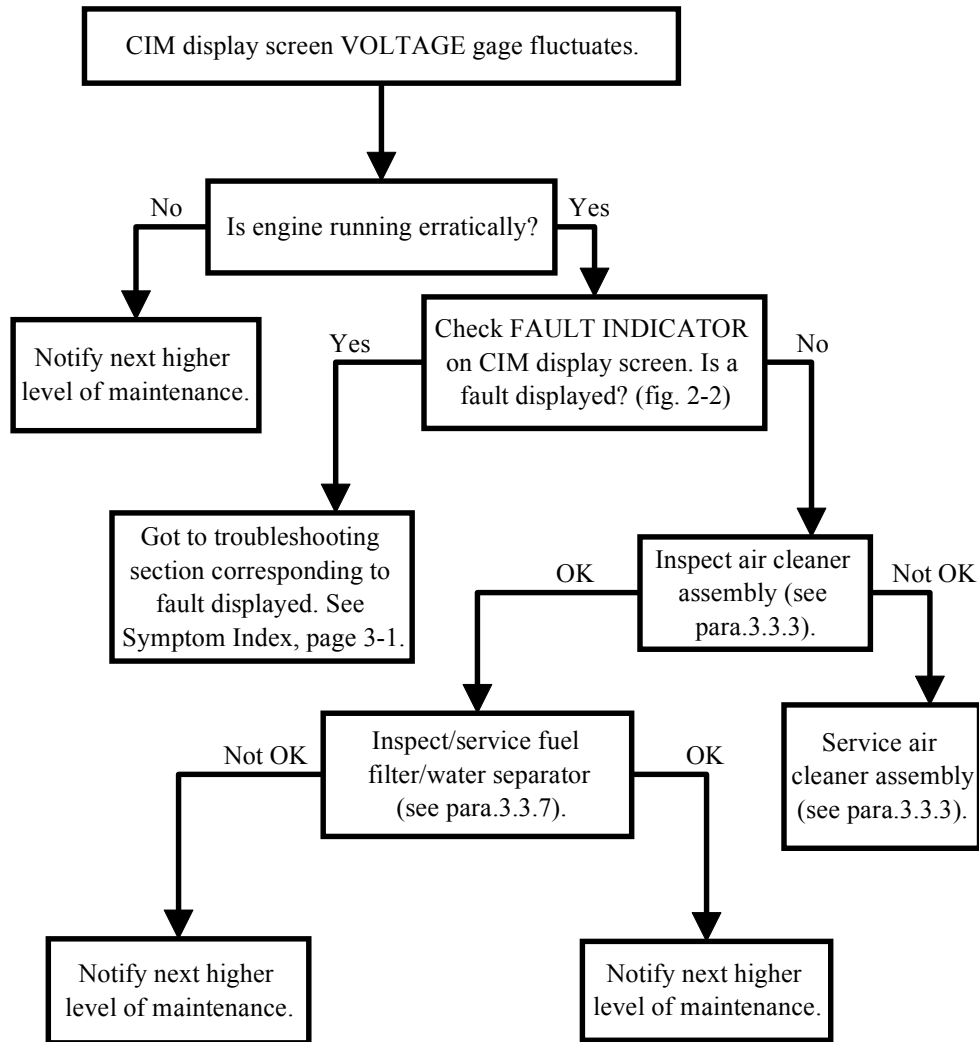 CIM display screen VOLTAGE gage fluctuates.
No
Is engine running erratically?
Yes
Notify next higher
level of maintenance.
Yes
Check FAULT INDICATOR
on CIM display screen. Is a
fault displayed? (fig. 2-2)
No
Got to troubleshooting
section corresponding to
fault displayed. See
Symptom Index, page 3-1.
OK
Inspect air cleaner
assembly (see
para.3.3.3).
Not OK
Not OK
Inspect/service fuel
filter/water separator
(see para.3.3.7).
OK
Service air
cleaner assembly
(see para.3.3.3).
Notify next higher
level of maintenance.
Notify next higher
level of maintenance.